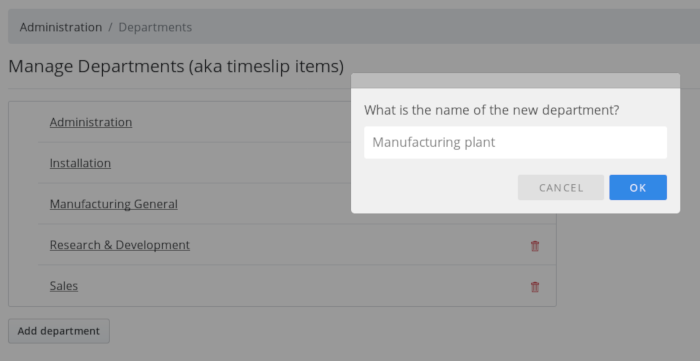 Administration / Departments
Manage Departments (aka timeslip items)
What is the name of the new department?
Manufacturing plant
CANCEL OK
Administration
Installation
Manufacturing General
Research & Development
Sales
Add department